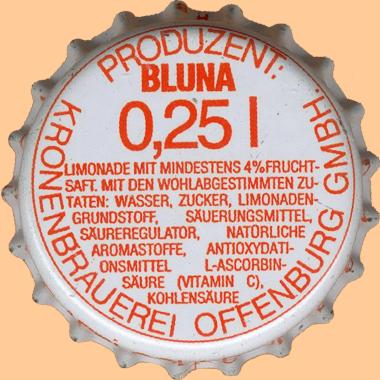 PRODUZENT:
KRONENBRAUEREI OFFENBURG GMBH.
BLUNA
0,25 l
LIMONADE MIT MINDESTENS 4% FRUCHT-
SAFT. MIT DEN WOHLABGESTIMMTEN ZU-
TATEN: WASSER, ZUCKER, LIMONADEN-
GRUNDSTOFF, SÄUERUNGSMITTEL,
SÄUREREGULATOR, NATÜRLICHE
AROMASTOFFE, ANTIOXYDATI-
ONSMITTEL L-ASCORBIN-
SÄURE (VITAMIN C),
KOHLENSÄURE